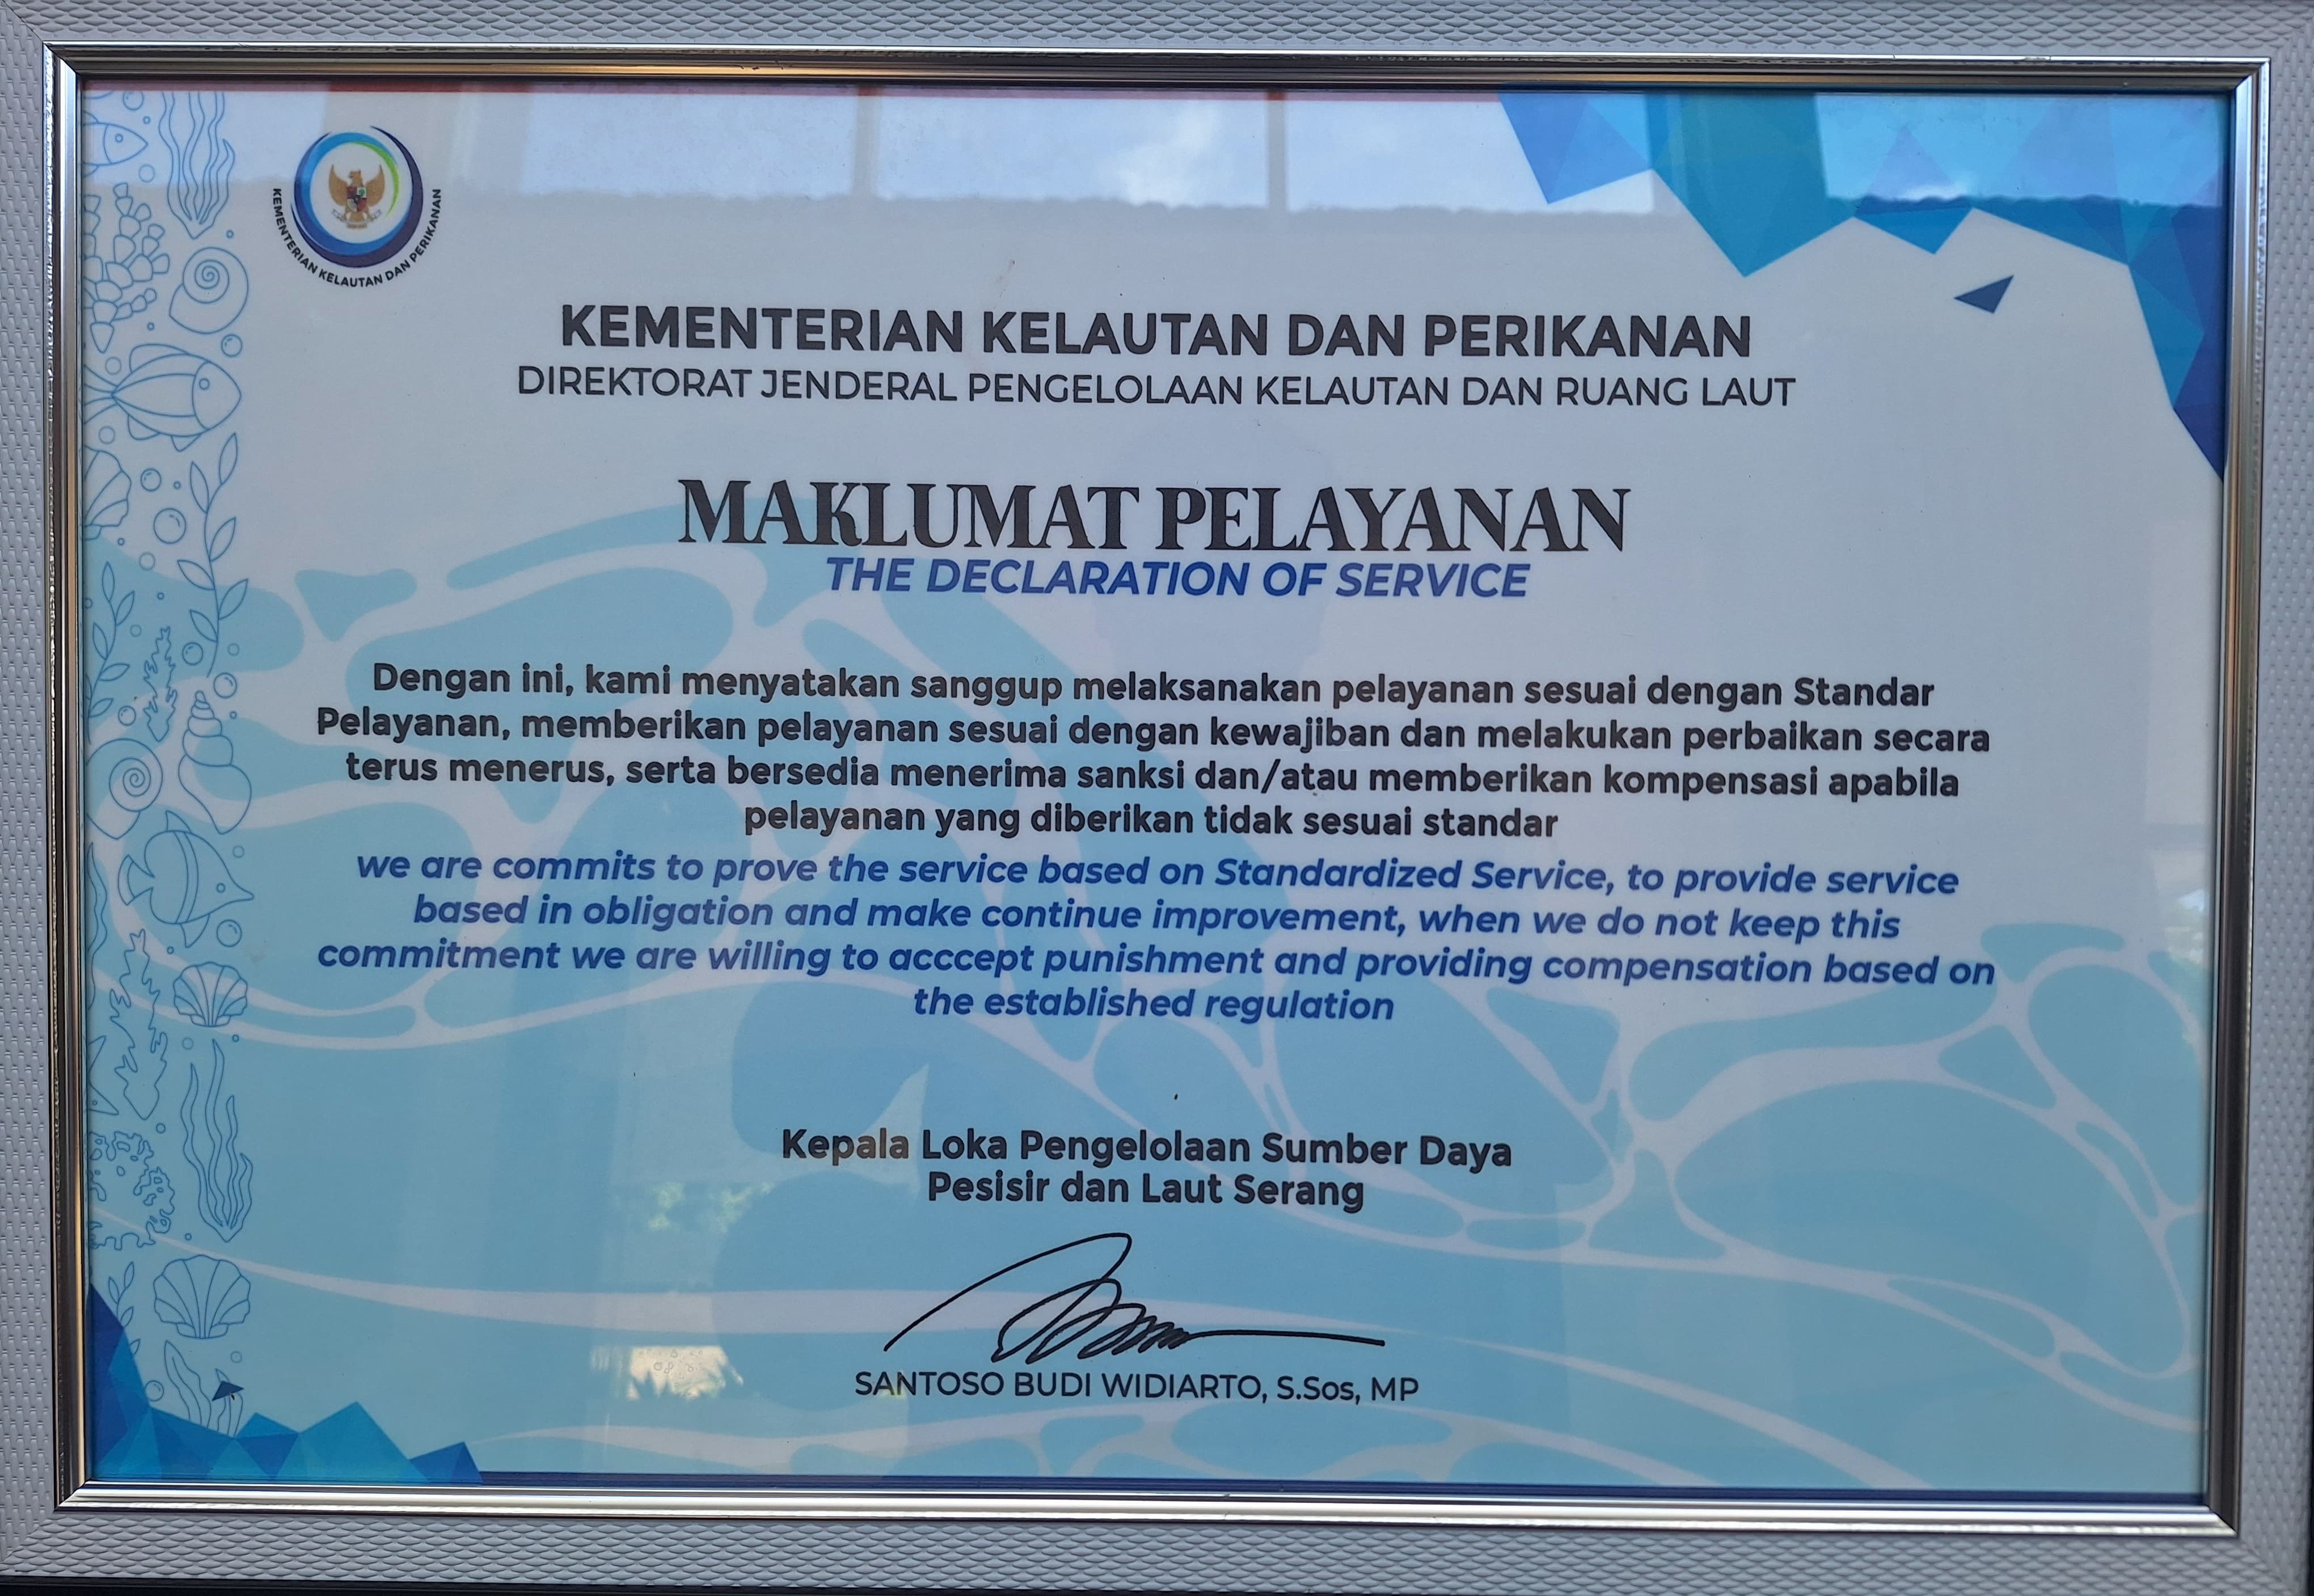 KEMENTERIAN KELAUTAN DAN PERIKANAN
KEMENTERIAN KELAUTAN DAN PERIKANAN
DIREKTORAT JENDERAL PENGELOLAAN KELAUTAN DAN RUANG LAUT
MAKLUMAT PELAYANAN
THE DECLARATION OF SERVICE
Dengan ini, kami menyatakan sanggup melaksanakan pelayanan sesuai dengan Standar
Pelayanan, memberikan pelayanan sesuai dengan kewajiban dan melakukan perbaikan secara
terus menerus, serta bersedia menerima sanksi dan/atau memberikan kompensasi apabila
pelayanan yang diberikan tidak sesuai standar
we are commits to prove the service based on Standardized Service, to provide service
based in obligation and make continue improvement, when we do not keep this
commitment we are willing to acccept punishment and providing compensation based on
the established regulation
Kepala Loka Pengelolaan Sumber Daya
Pesisir dan Laut Serang
SANTOSO BUDI WIDIARTO, S.Sos, MP